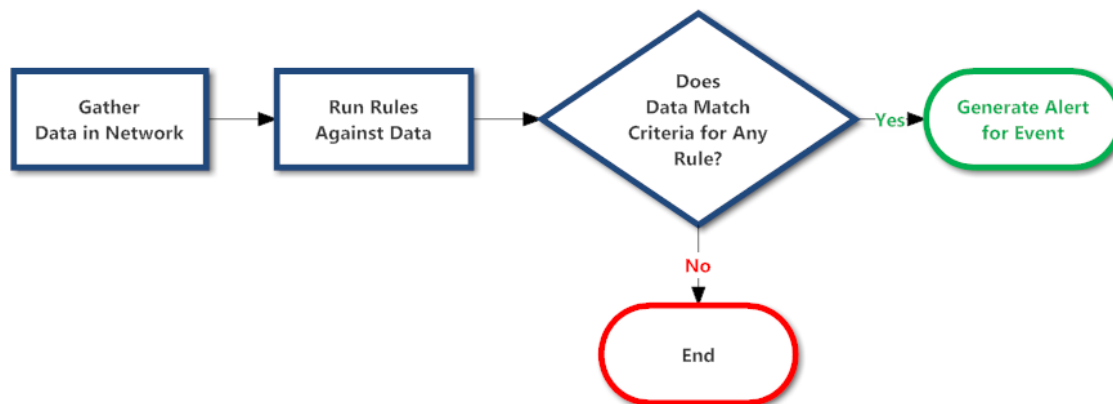 Gather
Data in Network
Run Rules
Against Data
Does
Data Match
Criteria for Any
Rule?
Yes
Generate Alert
for Event
No
End